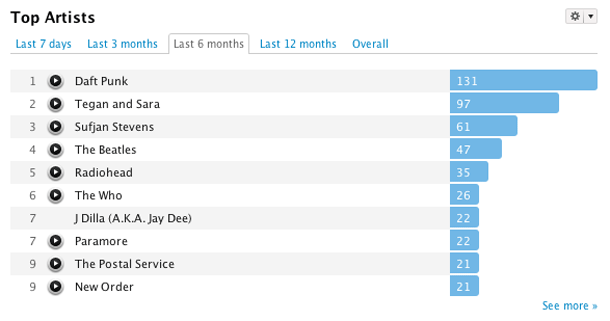 Top Artists
Last 7 days Last 3 months Last 6 months Last 12 months Overall
1 Daft Punk 131
2 Tegan and Sara 97
3 Sufjan Stevens 61
4 The Beatles 47
5 Radiohead 35
6 The Who 26
7 J Dilla (A.K.A. Jay Dee) 22
7 Paramore 22
9 The Postal Service 21
9 New Order 21
See more »